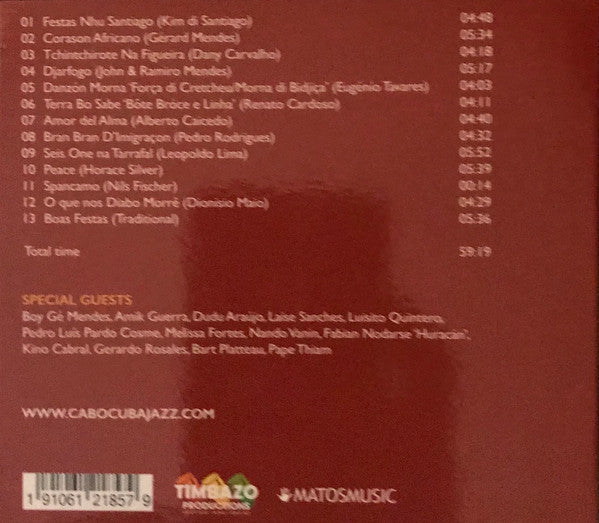 01 Festas Nhu Santiago (Kim di Santiago) 04:48
02 Corason Africano (Gérard Mendes) 05:34
03 Tchintchirote Na Figueira (Dany Carvalho) 04:18
04 Djarfogo (John & Ramiro Mendes) 05:17
05 Danzón Morna 'Força di Cretcheu/Morna di Bidjiça' (Eugénio Tavares) 04:03
06 Terra Bo Sabe 'Bôte Brôce e Linha' (Renato Cardoso) 04:11
07 Amor del Alma (Alberto Caicedo) 04:40
08 Bran Bran D'Imigraçon (Pedro Rodrigues) 04:32
09 Seis One na Tarrafal (Leopoldo Lima) 05:52
10 Peace (Horace Silver) 05:39
11 Spancamo (Nils Fischer) 00:14
12 O que nos Diabo Morrê (Dionisio Maio) 04:29
13 Boas Festas (Traditional) 05:36
Total time 59:19
SPECIAL GUESTS
Boy Gé Mendes, Amik Guerra, Dudu Araújo, Laise Sanches, Luisito Quintero,
Pedro Luis Pardo Cosme, Melissa Fortes, Nando Vanin, Fabian Nodarse 'Huracán',
Kino Cabral, Gerardo Rosales, Bart Platteau, Pape Thiam
WWW.CABOCUBAJAZZ.COM
1 91061 21857 9
TIMBAZO
PRODUCTIONS
MATOSMUSIC